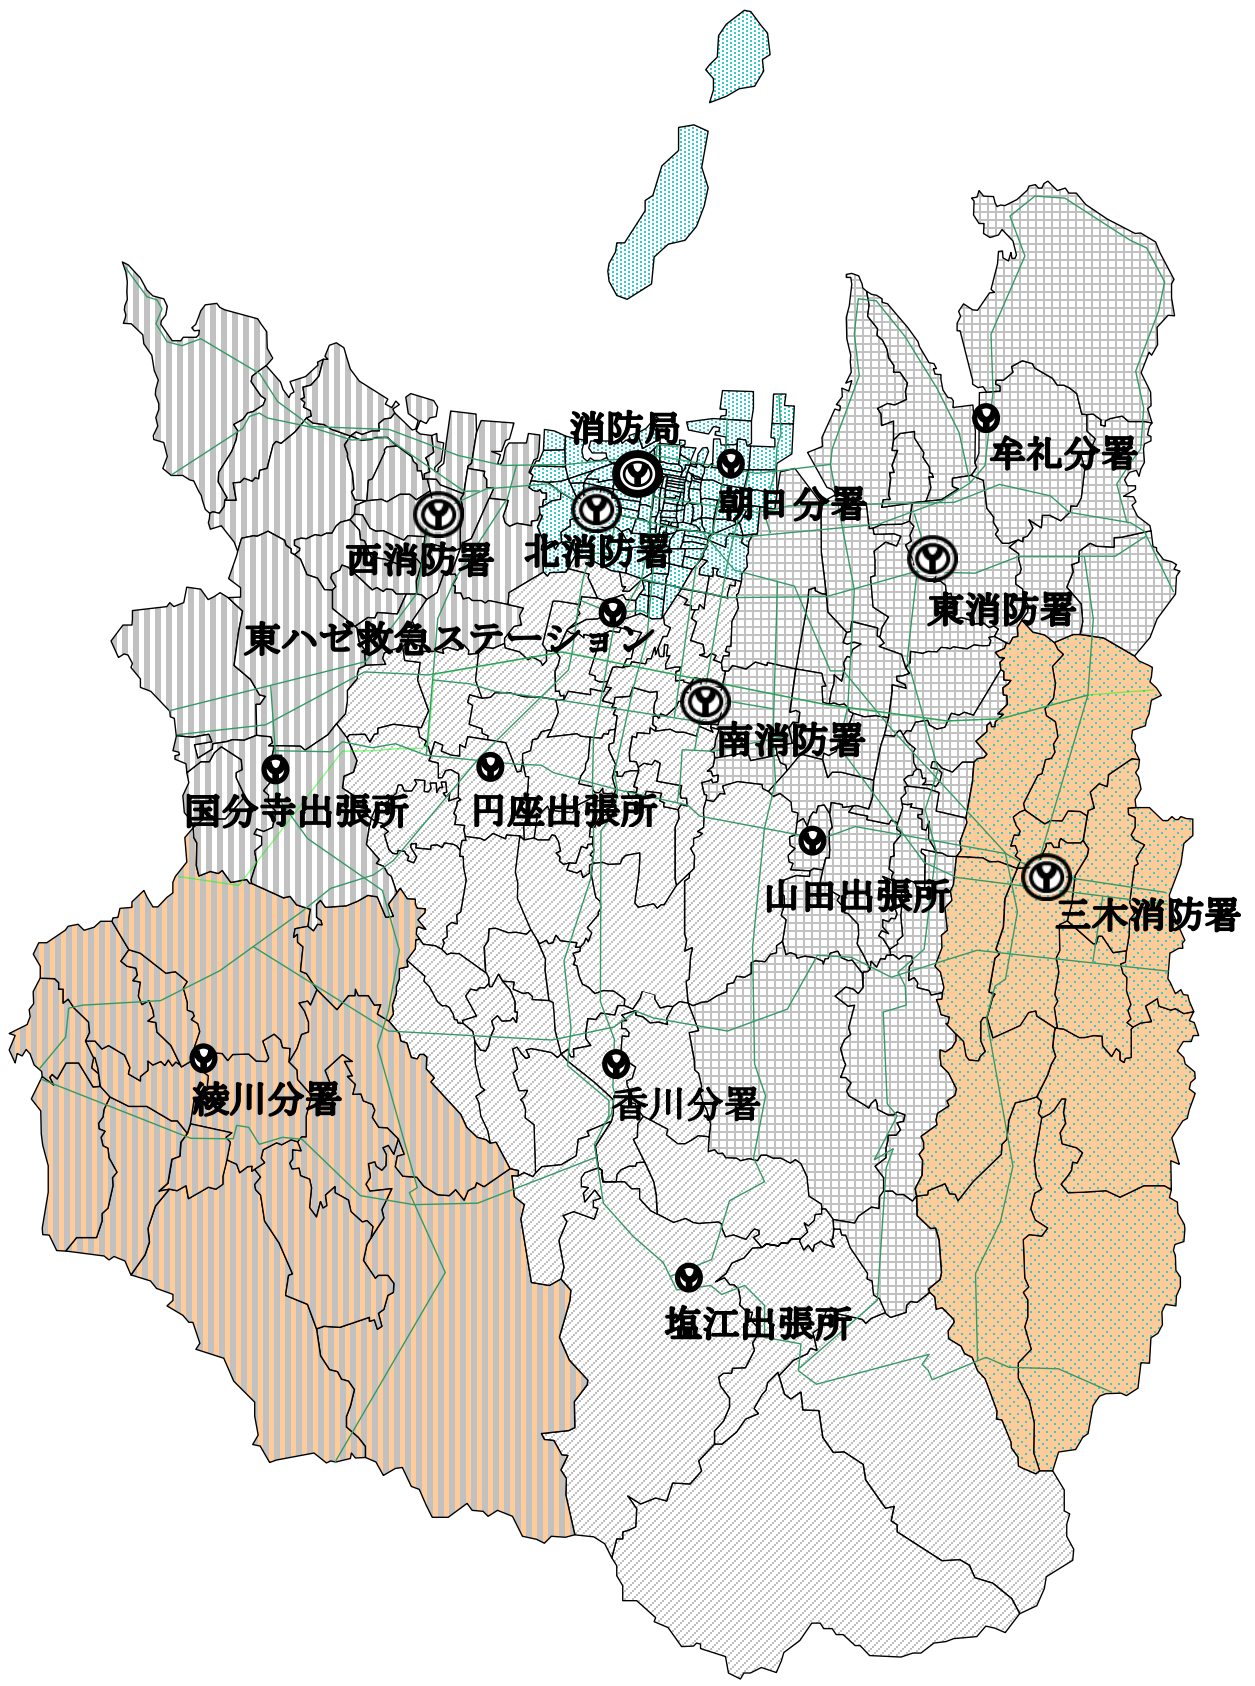 消防局
牟礼分署
朝日分署
西消防署
北消防署
東消防署
東ハゼ救急ステーション
南消防署
国分寺出張所
円座出張所
山田出張所
三木消防署
綾川分署
香川分署
塩江出張所